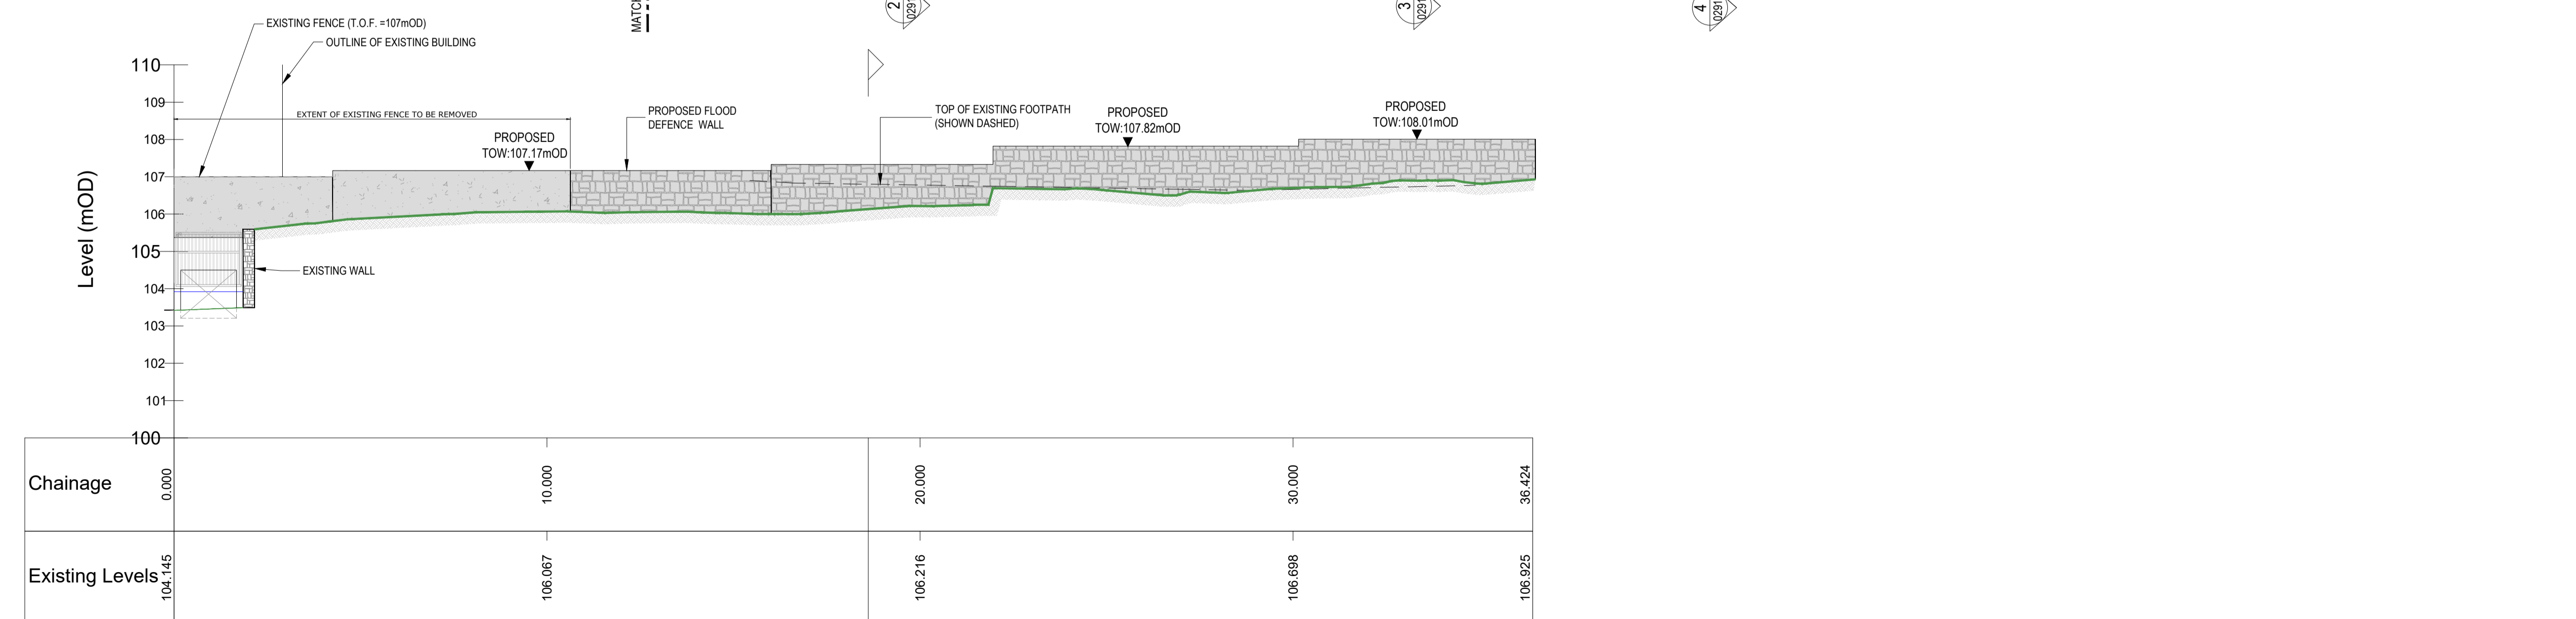 MATCH
2
0291
3
0291
4
0291
EXISTING FENCE (T.O.F. =107mOD)
OUTLINE OF EXISTING BUILDING
EXTENT OF EXISTING FENCE TO BE REMOVED
PROPOSED
TOW:107.17mOD
PROPOSED FLOOD
DEFENCE WALL
TOP OF EXISTING FOOTPATH
(SHOWN DASHED)
PROPOSED
TOW:107.82mOD
PROPOSED
TOW:108.01mOD
EXISTING WALL
Level (mOD)
110
109
108
107
106
105
104
103
102
101
100
Chainage
0.000
10.000
20.000
30.000
36.424
Existing Levels
104.145
106.067
106.216
106.698
106.925